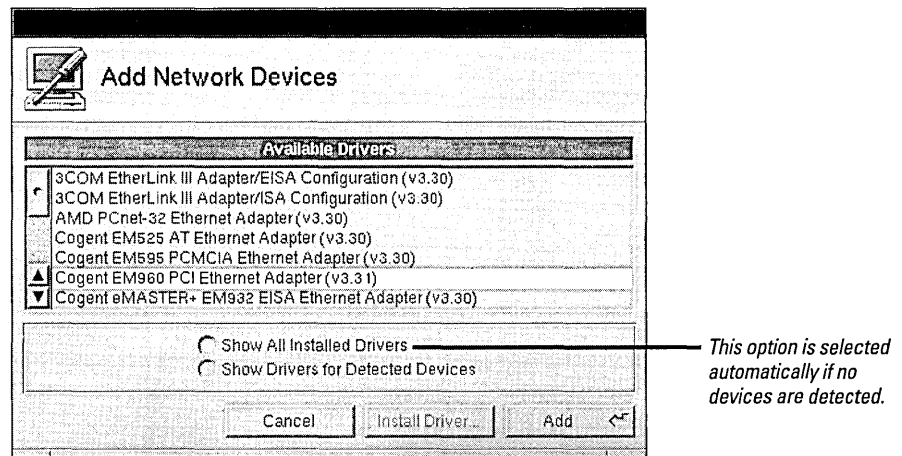 Add Network Devices
Available Drivers
3COM EtherLink III Adapter/EISA Configuration (v3.30)
3COM EtherLink III Adapter/ISA Configuration (v3.30)
AMD PCnet-32 Ethernet Adapter (v3.30)
Cogent EM525 AT Ethernet Adapter (v3.30)
Cogent EM595 PCMCIA Ethernet Adapter (v3.30)
Cogent EM960 PCI Ethernet Adapter (v3.31)
Cogent eMASTER+ EM932 EISA Ethernet Adapter (v3.30)
Show All Installed Drivers
Show Drivers for Detected Devices
This option is selected
automatically if no
devices are detected.
Cancel
Install Driver...
Add